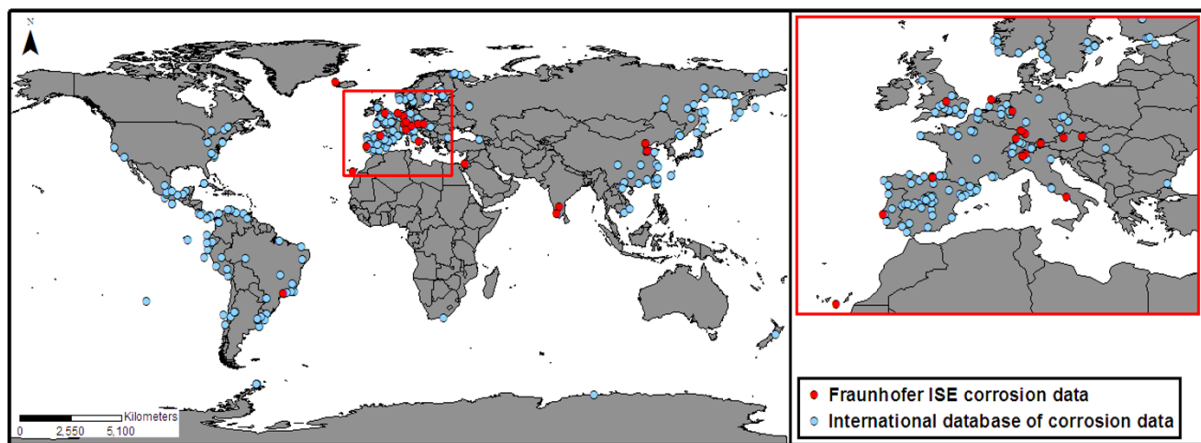 N
Kilometers
0 2,550 5,100
Fraunhofer ISE corrosion data
International database of corrosion data